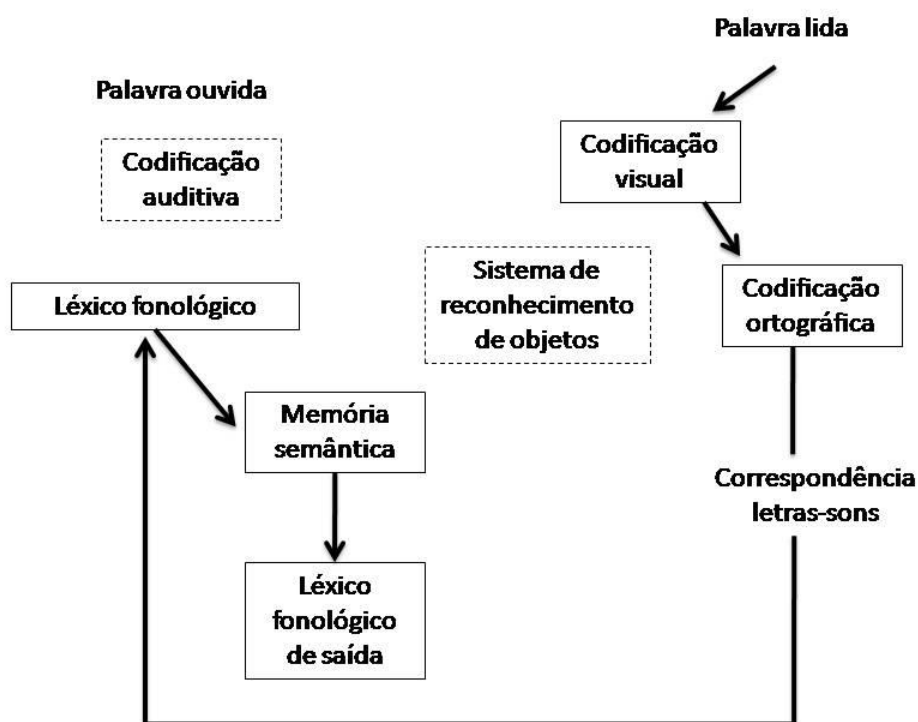 Palavra lida
Palavra ouvida
Codificação
auditiva
Codificação
visual
Sistema de
reconhecimento
de objetos
Codificação
ortográfica
Léxico fonológico
Memória
semântica
Correspondência
letras-sons
Léxico
fonológico
de saída